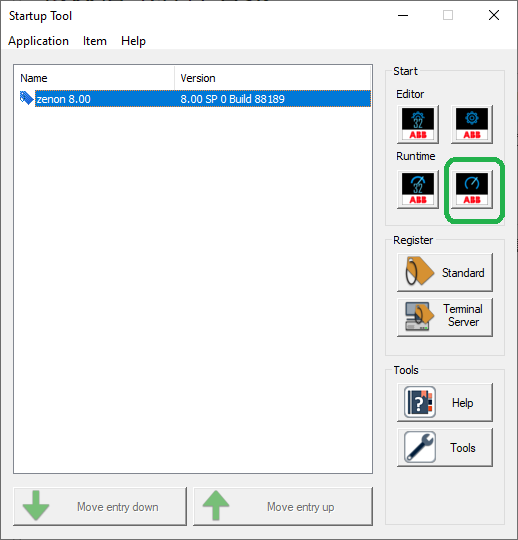 Startup Tool
Application Item Help
Name Version
zenon 8.00 8.00 SP 0 Build 88189
Start
Editor
32
ABB ABB
Runtime
32
ABB ABB
Register
Standard
Terminal
Server
Tools
Help
Tools
Move entry down Move entry up